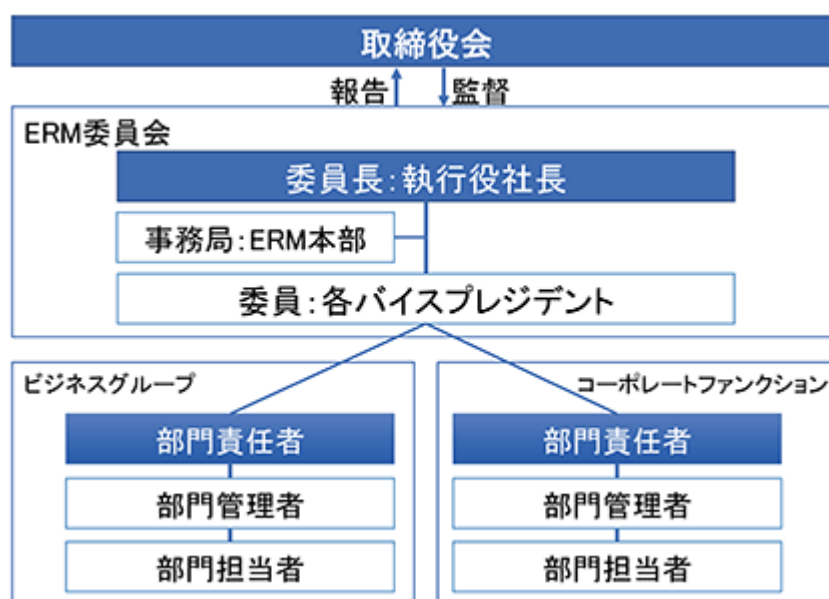 取締役会
報告 監督
ERM委員会
委員長:執行役社長
事務局:ERM本部
委員:各バイスプレジデント
ビジネスグループ
部門責任者
部門管理者
部門担当者
コーポレートファンクション
部門責任者
部門管理者
部門担当者